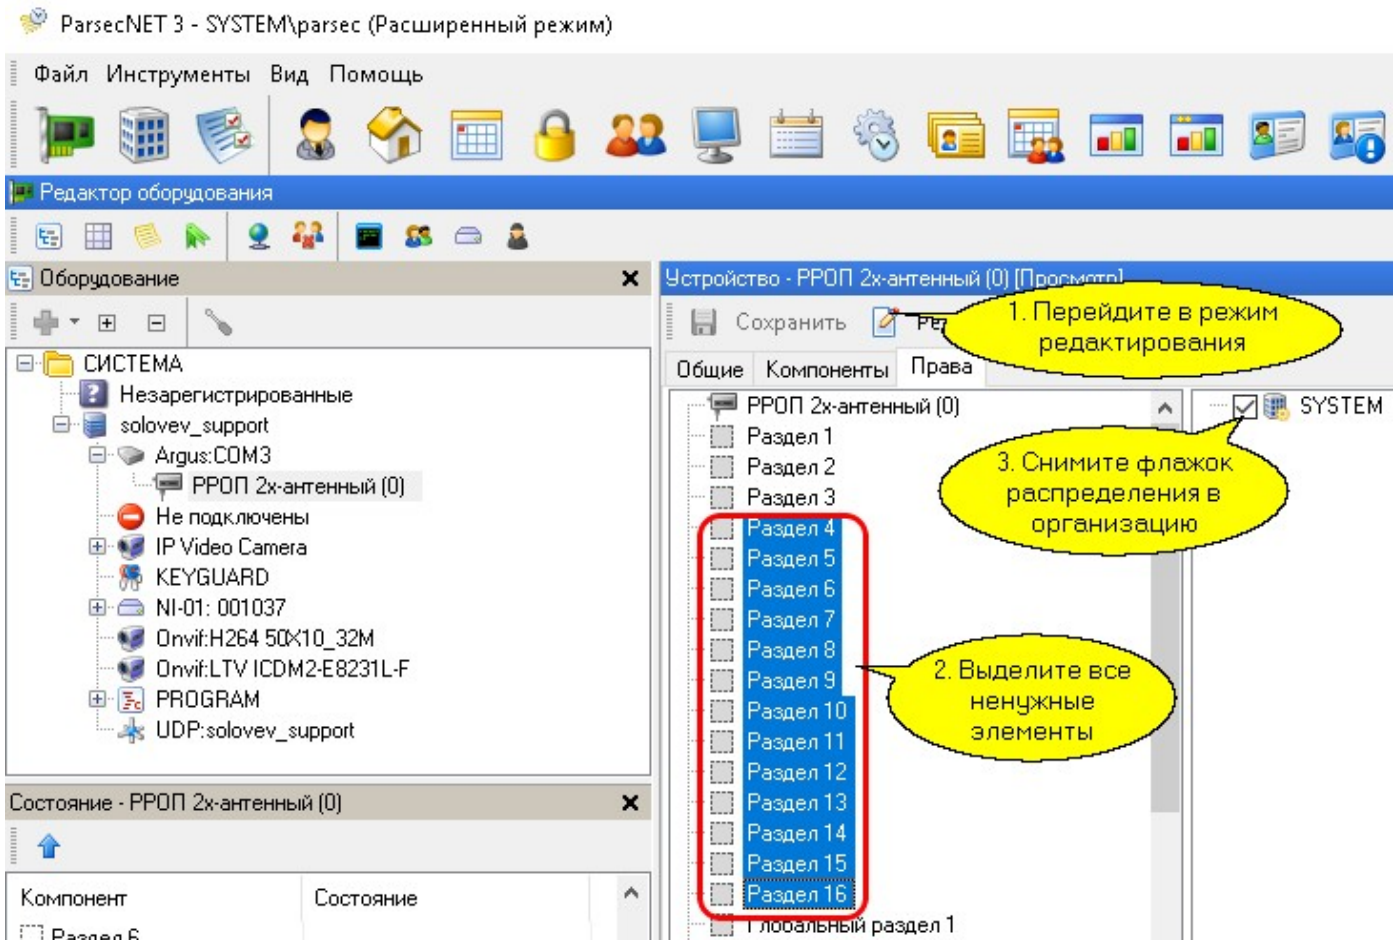 ParsecNET 3 - SYSTEM\parsec (Расширенный режим)
Файл Инструменты Вид Помощь
Редактор оборудования
Оборудование
СИСТЕМА
Незарегистрированные
solovev_support
Argus:COM3
РРОП 2х-антенный (0)
Не подключены
IP Video Camera
KEYGUARD
NI-01: 001037
Onvif:H264 50X10_32M
Onvif:LTV ICDM2-E8231L-F
PROGRAM
UDP:solovev_support
Состояние - РРОП 2х-антенный (0)
Компонент Состояние
Раздел 6
Устройство - РРОП 2х-антенный (0) [Просмотр]
Сохранить
1. Перейдите в режим
редактирования
Общие Компоненты Права
РРОП 2х-антенный (0)
Раздел 1
Раздел 2
Раздел 3
Раздел 4
Раздел 5
Раздел 6
Раздел 7
Раздел 8
Раздел 9
Раздел 10
Раздел 11
Раздел 12
Раздел 13
Раздел 14
Раздел 15
Раздел 16
Глобальный раздел 1
SYSTEM
3. Снимите флажок
распределения в
организацию
2. Выделите все
ненужные
элементы